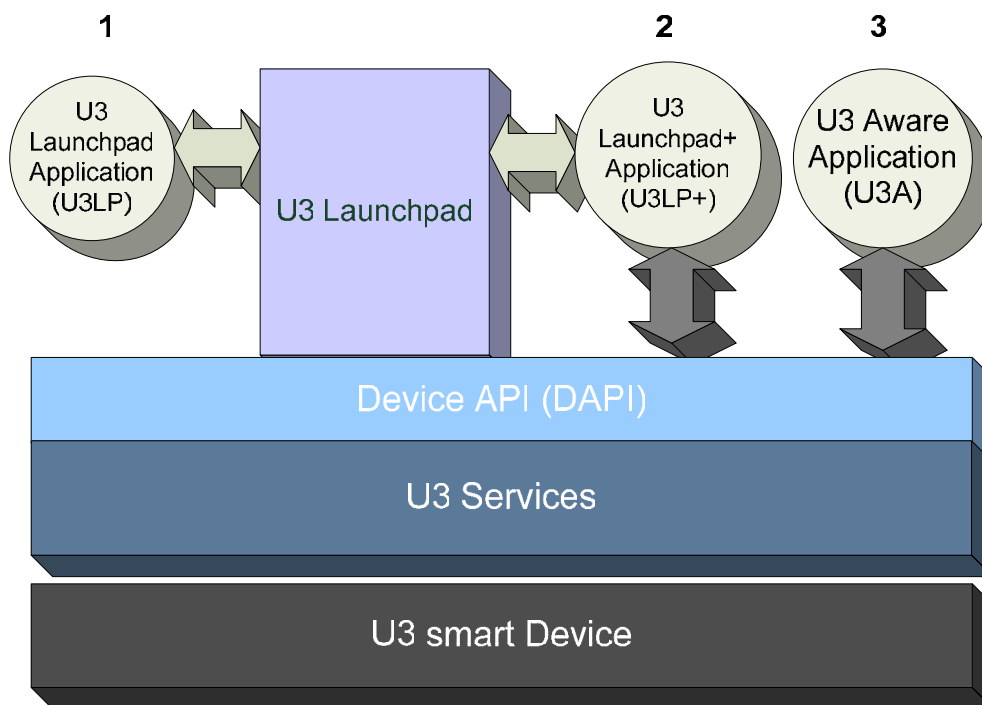 1
2
3
U3
Launchpad
Application
(U3LP)
U3 Launchpad
U3
Launchpad+
Application
(U3LP+)
U3 Aware
Application
(U3A)
Device API (DAPI)
U3 Services
U3 smart Device